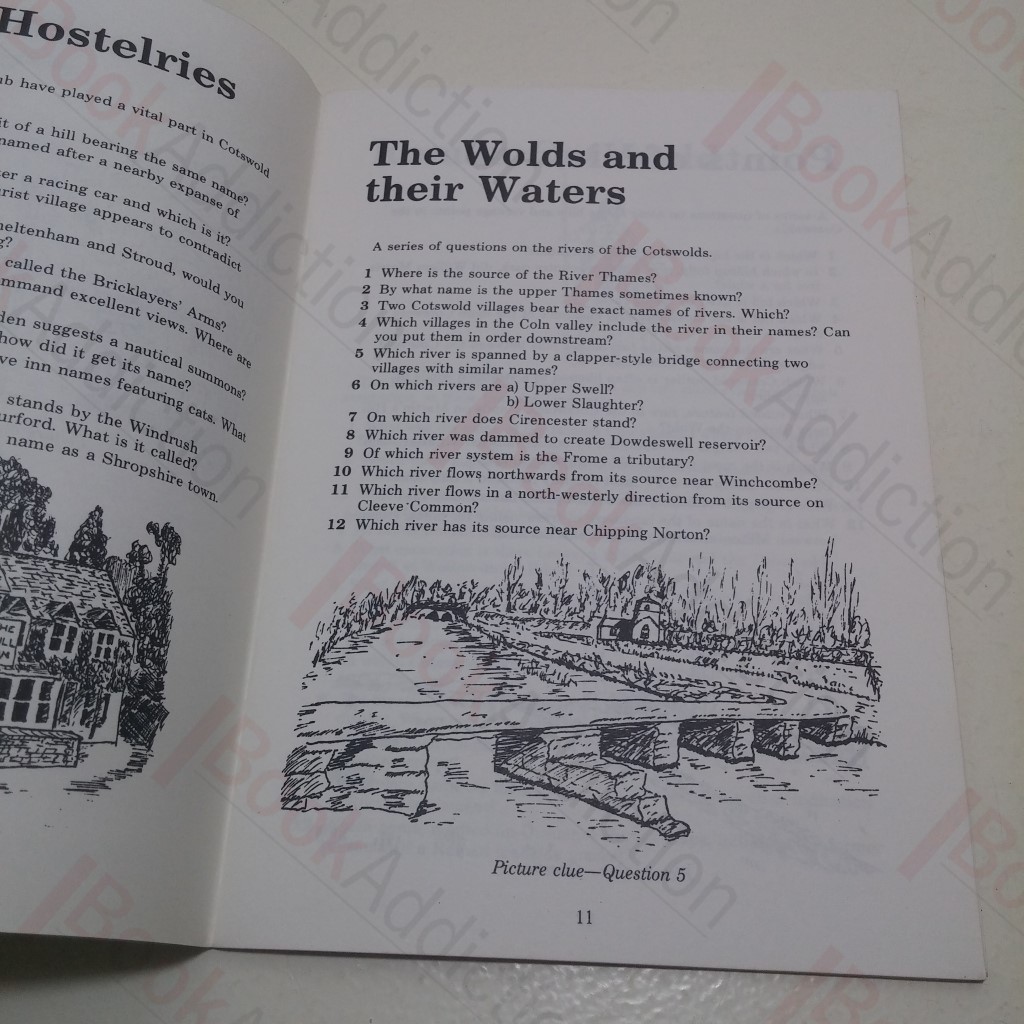 Hostelries
ub have played a vital part in Cotswold
it of a hill bearing the same name?
named after a nearby expanse of
ter a racing car and which is it?
urist village appears to contradict
heltenham and Stroud, would you
g?
called the Bricklayers' Arms?
mmand excellent views. Where are
den suggests a nautical summons?
how did it get its name?
ve inn names featuring cats. What
stands by the Windrush
urford. What is it called?
name as a Shropshire town.
THE
The Wolds and
their Waters
A series of questions on the rivers of the Cotswolds.
1 Where is the source of the River Thames?
2 By what name is the upper Thames sometimes known?
3 Two Cotswold villages bear the exact names of rivers. Which?
4 Which villages in the Coln valley include the river in their names? Can
you put them in order downstream?
5 Which river is spanned by a clapper-style bridge connecting two
villages with similar names?
6 On which rivers are a) Upper Swell?
b) Lower Slaughter?
7 On which river does Cirencester stand?
8 Which river was dammed to create Dowdeswell reservoir?
9 Of which river system is the Frome a tributary?
10 Which river flows northwards from its source near Winchcombe?
11 Which river flows in a north-westerly direction from its source on
Cleeve Common?
12 Which river has its source near Chipping Norton?
Picture clue—Question 5
11
BookAddiction